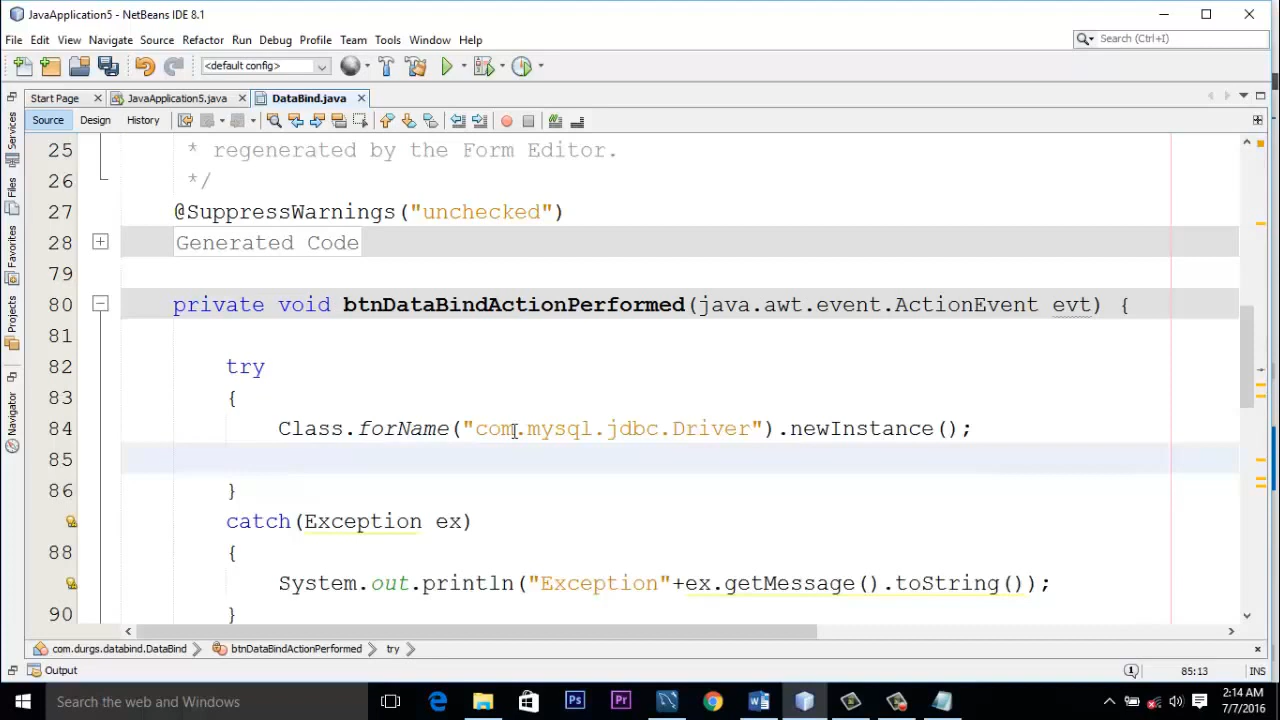 JavaApplication5 - NetBeans IDE 8.1
File Edit View Navigate Source Refactor Run Debug Profile Team Tools Window Help
Search (Ctrl+I)
<default config>
Start Page JavaApplication5.java DataBind.java
Source Design History
Services
Files
Favorites
Projects
Navigator
25 * regenerated by the Form Editor.
26 */
27 @SuppressWarnings("unchecked")
28 Generated Code
79
80 private void btnDataBindActionPerformed(java.awt.event.ActionEvent evt) {
81
82 try
83 {
84 Class.forName("com.mysql.jdbc.Driver").newInstance();
85
86 }
catch(Exception ex)
88 {
System.out.println("Exception"+ex.getMessage().toString());
90 }
com.durgs.databind.DataBind btnDataBindActionPerformed try
Output
85:13 INS
Search the web and Windows
2:14 AM
7/7/2016